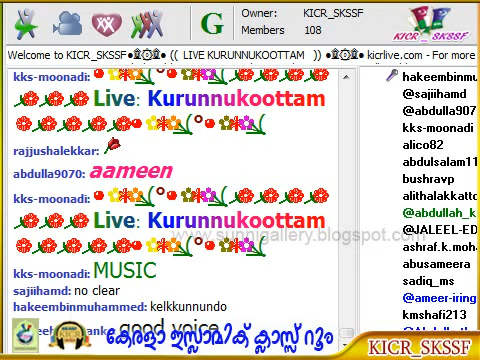 Owner: KICR_SKSSF
Members 108
G
KICR_SKSSF
Welcome to KICR_SKSSF●۩۞۩● (( LIVE KURUNNUKOOTTAM )) ●۩۞۩● kicrlive.com - For more
kks-moonadi:
Live: Kurunnukoottam
rajjushalekkar:
abdulla9070: aameen
kks-moonadi:
Live: Kurunnukoottam
www.sunnigallery.blogspot.com
kks-moonadi: MUSIC
sajiihamd: no clear
hakeembinmuhammed: kelkkunnundo
good voice
hakeembinmu
@sajiihamd
@abdulla907
kks-moonadi
alico82
abdulsalam11
bushravp
alithalakkatto
@abdullah_k
@JALEEL-ED
ashraf.k.moha
abusameera
sadiq_ms
@ameer-iring
kmshafi213
കേരളാ ഇസ്ലാമിക് ക്ലാസ്സ് റൂം
KICR_SKSSF